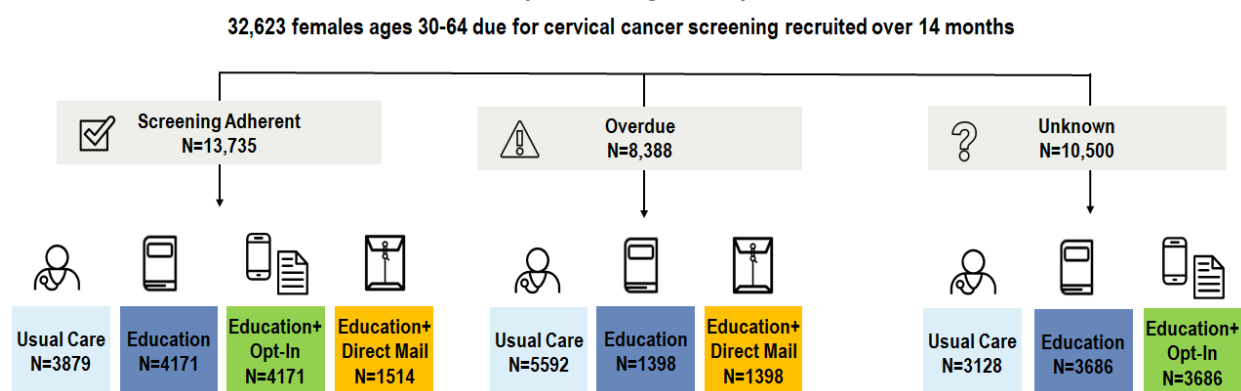 32,623 females ages 30-64 due for cervical cancer screening recruited over 14 months
Screening Adherent
N=13,735
Overdue
N=8,388
Unknown
N=10,500
Usual Care
N=3879
Education
N=4171
Education+
Opt-In
N=4171
Education+
Direct Mail
N=1514
Usual Care
N=5592
Education
N=1398
Education+
Direct Mail
N=1398
Usual Care
N=3128
Education
N=3686
Education+
Opt-In
N=3686